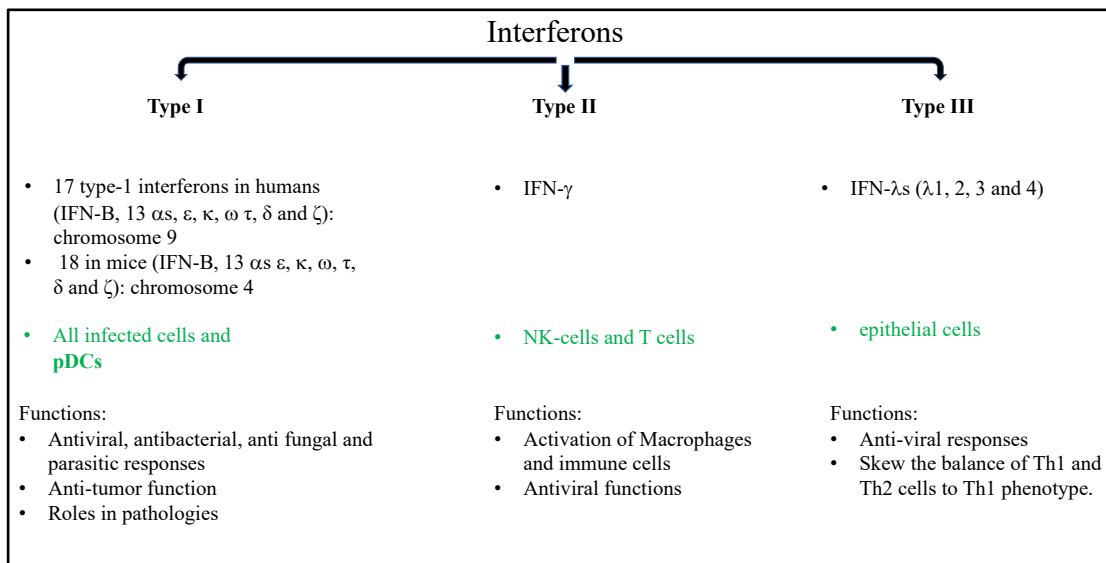 Interferons
Type I
Type II
Type III
• 17 type-1 interferons in humans
(IFN-B, 13 αs, ε, κ, ω τ, δ and ζ):
chromosome 9
• 18 in mice (IFN-B, 13 αs ε, κ, ω, τ,
δ and ζ): chromosome 4
• IFN-γ
• IFN-λs (λ1, 2, 3 and 4)
• All infected cells and
pDCs
• NK-cells and T cells
• epithelial cells
Functions:
• Antiviral, antibacterial, anti fungal and
parasitic responses
• Anti-tumor function
• Roles in pathologies
Functions:
• Activation of Macrophages
and immune cells
• Antiviral functions
Functions:
• Anti-viral responses
• Skew the balance of Th1 and
Th2 cells to Th1 phenotype.